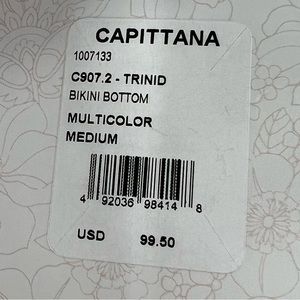 CAPITTANA
1007133
C907.2 - TRINID
BIKINI BOTTOM
MULTICOLOR
MEDIUM
4 92036 98414 8
USD 99.50